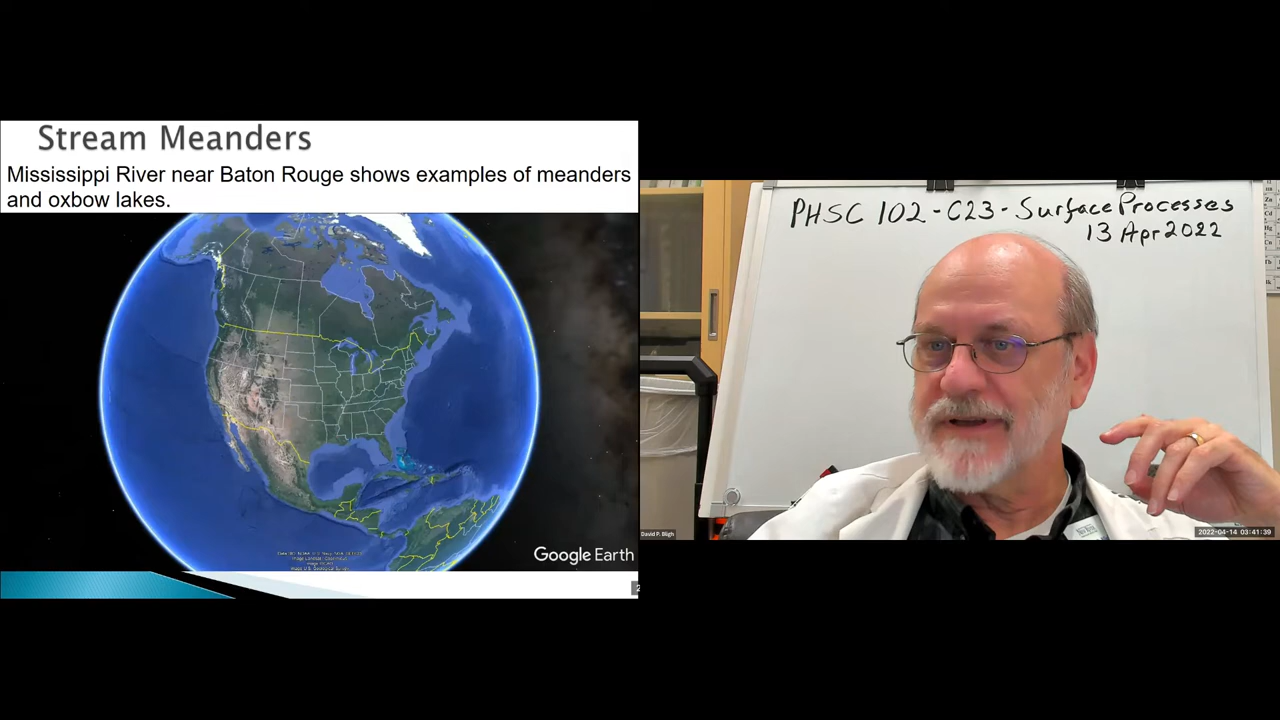 Stream Meanders
Mississippi River near Baton Rouge shows examples of meanders
and oxbow lakes.
Google Earth
PHSC 102-C23-Surface Processes
13 Apr 2022
David P. Bligh
2022-04-14 03:41:39